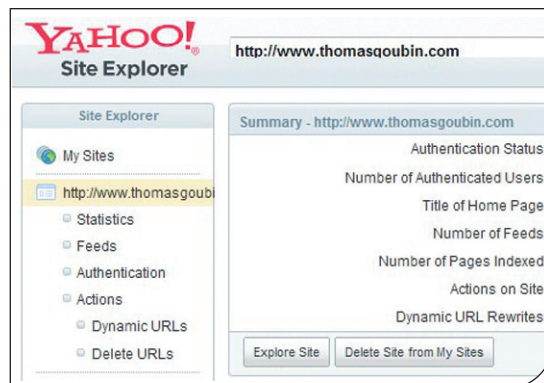 YAHOO!
Site Explorer
http://www.thomasgoubin.com
Site Explorer
My Sites
http://www.thomasgoubi
Statistics
Feeds
Authentication
Actions
Dynamic URLs
Delete URLs
Summary - http://www.thomasgoubin.com
Authentication Status
Number of Authenticated Users
Title of Home Page
Number of Feeds
Number of Pages Indexed
Actions on Site
Dynamic URL Rewrites
Explore Site
Delete Site from My Sites